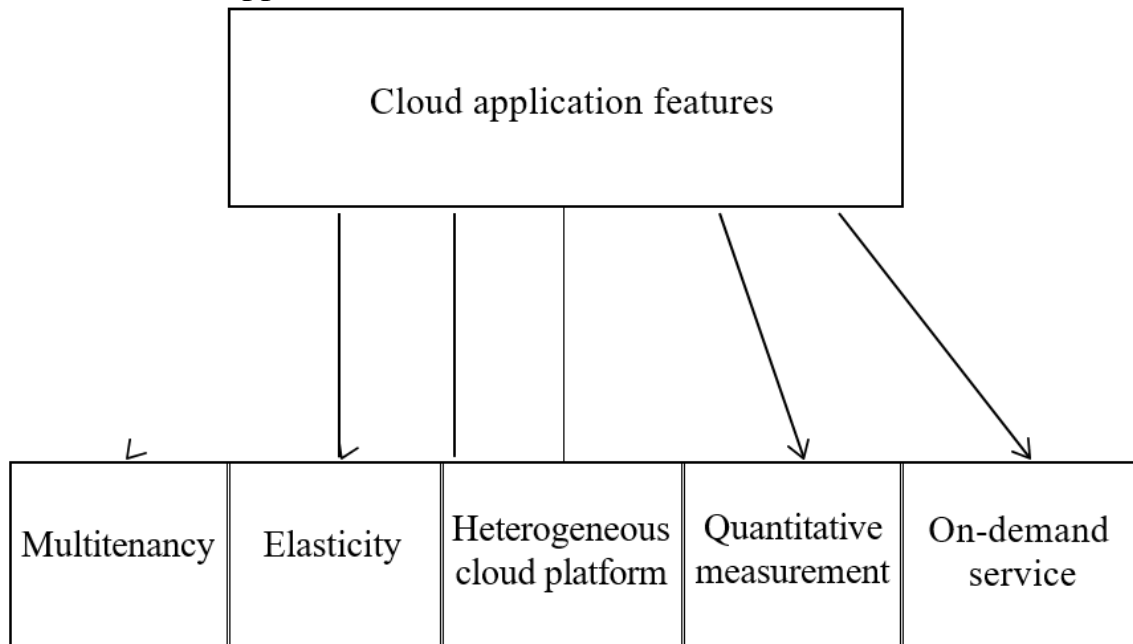 Cloud application features
Multitenancy
Elasticity
Heterogeneous
cloud platform
Quantitative
measurement
On-demand
service